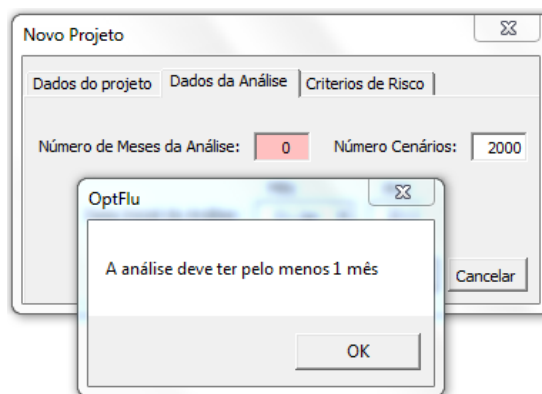 Novo Projeto
Dados do projeto Dados da Análise Criterios de Risco
Número de Meses da Análise: 0 Número Cenários: 2000
OptFlu
A análise deve ter pelo menos 1 mês
Cancelar
OK